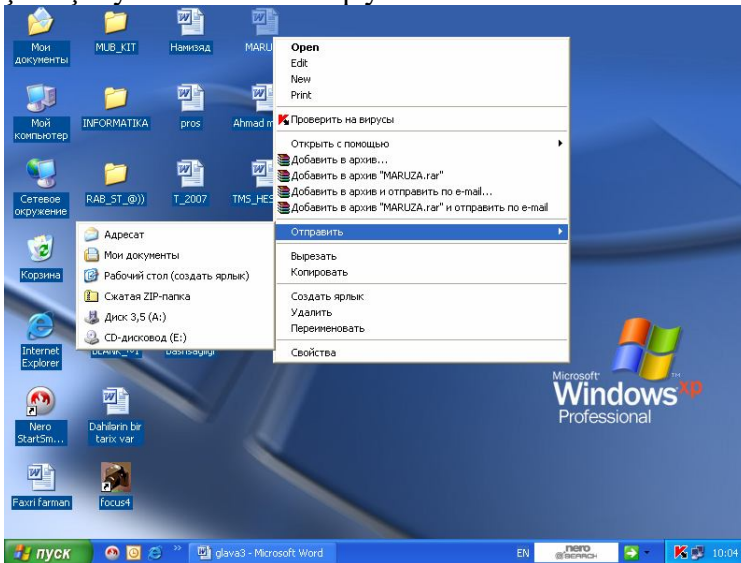 Мои
документы
MUB_KIT
Намизяд
MARU
Мой
компьютер
INFORMATIKA
pros
Ahmad m
Сетевое
окружение
RAB_ST_@))
T_2007
TMS_HES
Корзина
Internet
Explorer
Nero
StartSm...
Dahilərin bir
tarix var
Faxri farman
focus4
Open
Edit
New
Print
Проверить на вирусы
Открыть с помощью
Добавить в архив...
Добавить в архив "MARUZA.rar"
Добавить в архив и отправить по e-mail...
Добавить в архив "MARUZA.rar" и отправить по e-mail
Отправить
Вырезать
Копировать
Создать ярлык
Удалить
Переименовать
Свойства
Адресат
Мои документы
Рабочий стол (создать ярлык)
Сжатая ZIP-папка
Диск 3,5 (A:)
CD-дисковод (E:)
Microsoft
Windows xp
Professional
пуск
glava3 - Microsoft Word
EN
nero
SEARCH
10:04